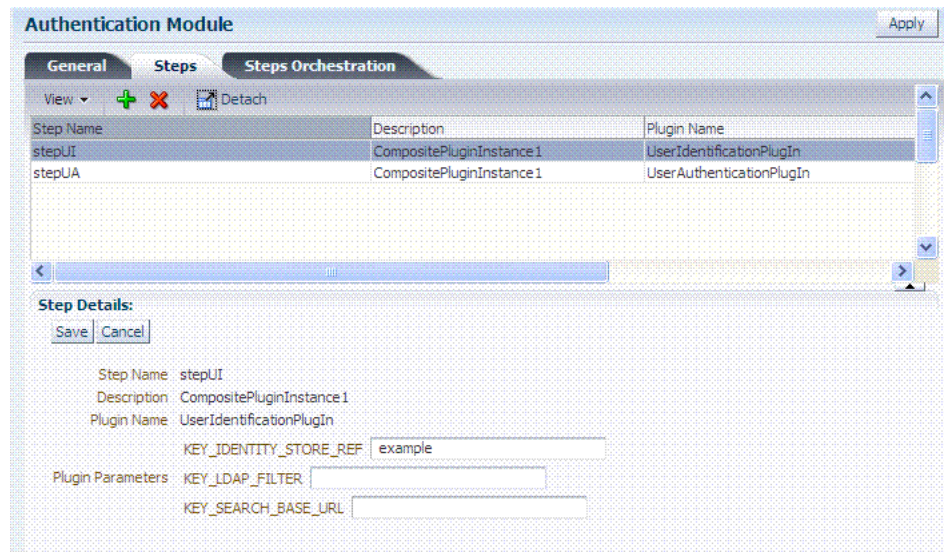 Authentication Module Apply
General Steps Steps Orchestration
View Detach
Step Name Description Plugin Name
stepUI CompositePluginInstance1 UserIdentificationPlugIn
stepUA CompositePluginInstance1 UserAuthenticationPlugIn
Step Details:
Save Cancel
Step Name stepUI
Description CompositePluginInstance1
Plugin Name UserIdentificationPlugIn
KEY_IDENTITY_STORE_REF example
Plugin Parameters KEY_LDAP_FILTER
KEY_SEARCH_BASE_URL